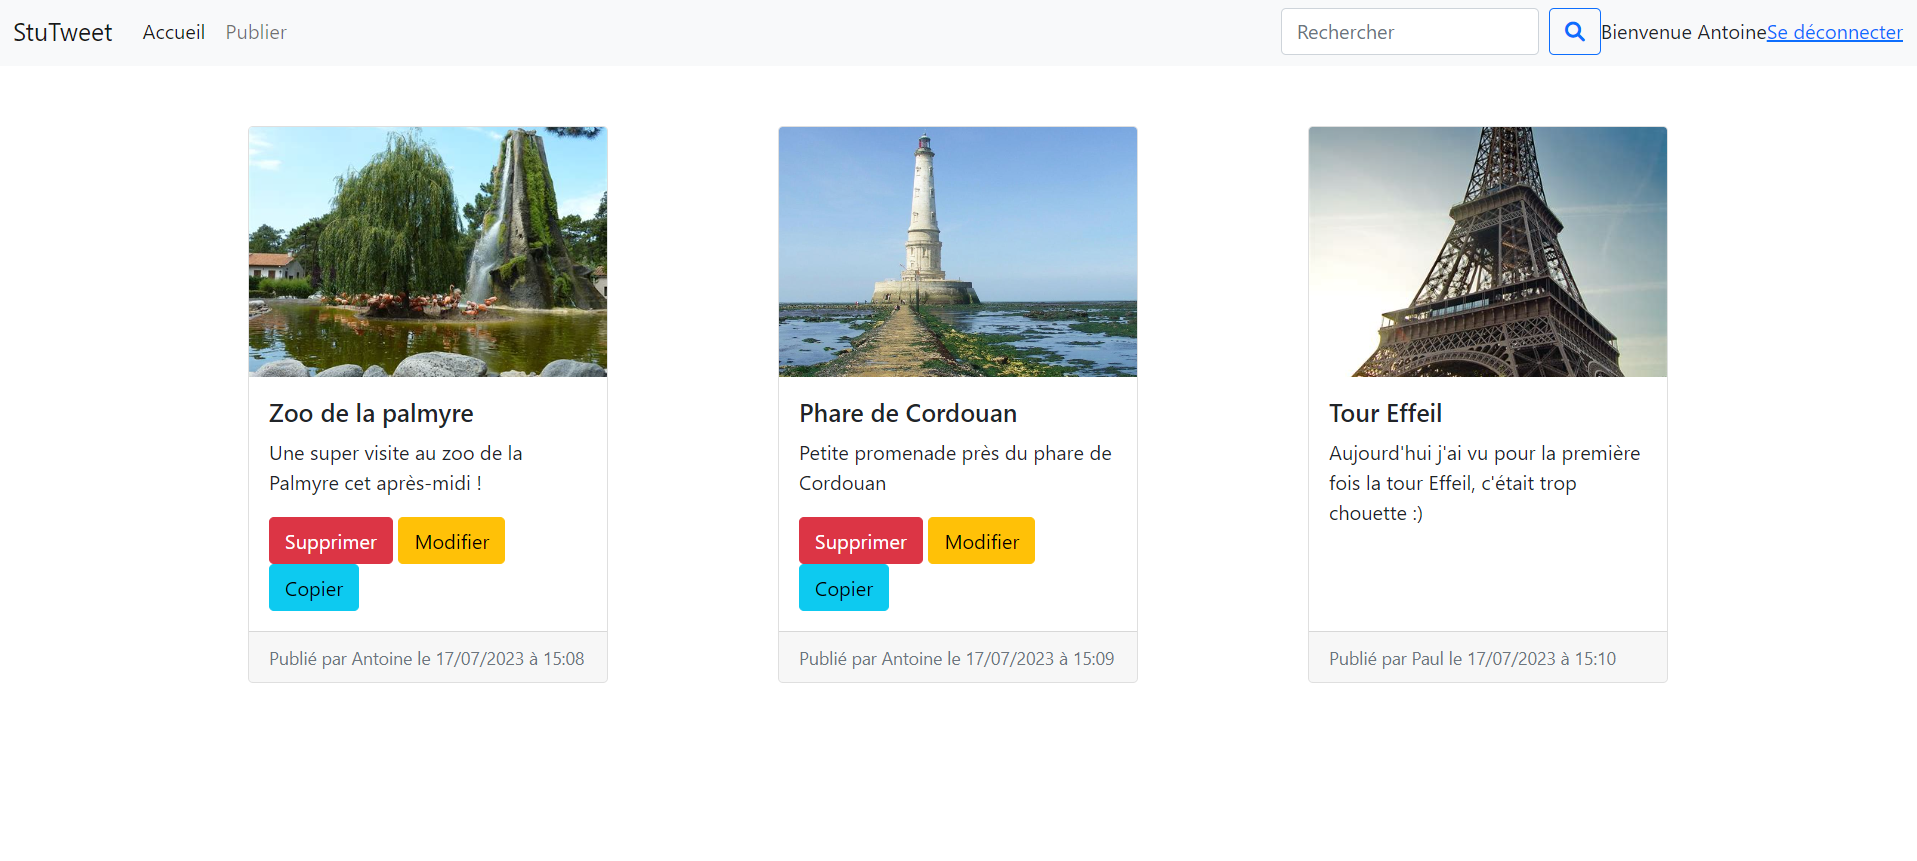 StuTweet Accueil Publier Rechercher Bienvenue AntoineSe déconnecter
Zoo de la palmyre
Une super visite au zoo de la
Palmyre cet après-midi !
Supprimer Modifier
Copier
Publié par Antoine le 17/07/2023 à 15:08
Phare de Cordouan
Petite promenade près du phare de
Cordouan
Supprimer Modifier
Copier
Publié par Antoine le 17/07/2023 à 15:09
Tour Effeil
Aujourd'hui j'ai vu pour la première
fois la tour Effeil, c'était trop
chouette :)
Publié par Paul le 17/07/2023 à 15:10